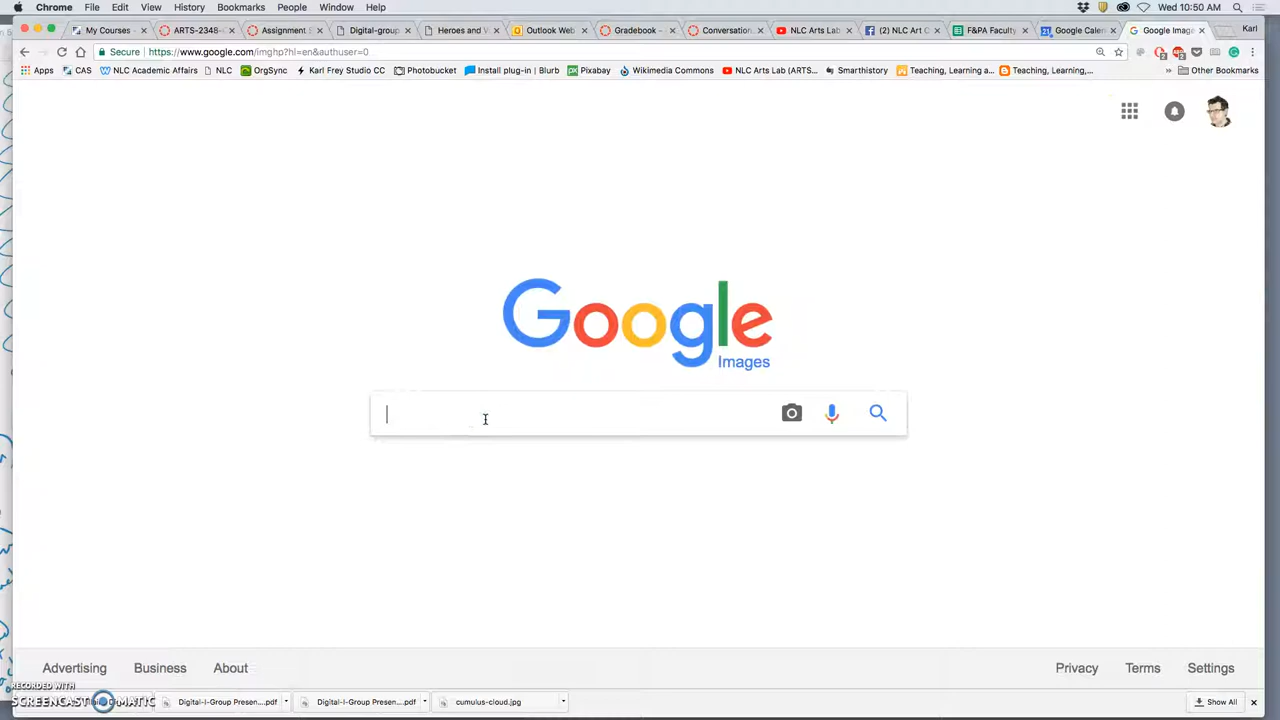 Chrome File Edit View History Bookmarks People Window Help Wed 10:50 AM
My Courses - ARTS-2348- Assignment S Digital-group Heroes and V Outlook Web Gradebook - Conversation NLC Arts Lab (2) NLC Art C F&PA Faculty Google Calen Google Image Karl
Secure https://www.google.com/imghp?hl=en&authuser=0
Apps CAS NLC Academic Affairs NLC OrgSync Karl Frey Studio CC Photobucket Install plug-in | Blurb Pixabay Wikimedia Commons NLC Arts Lab (ARTS... Smarthistory Teaching, Learning a... Teaching, Learning,... » Other Bookmarks
Google
Images
Advertising Business About Privacy Terms Settings
RECORDED WITH
SCREENCAST-O-MATIC Digital-I-Group Presen....pdf Digital-I-Group Presen....pdf cumulus-cloud.jpg Show All